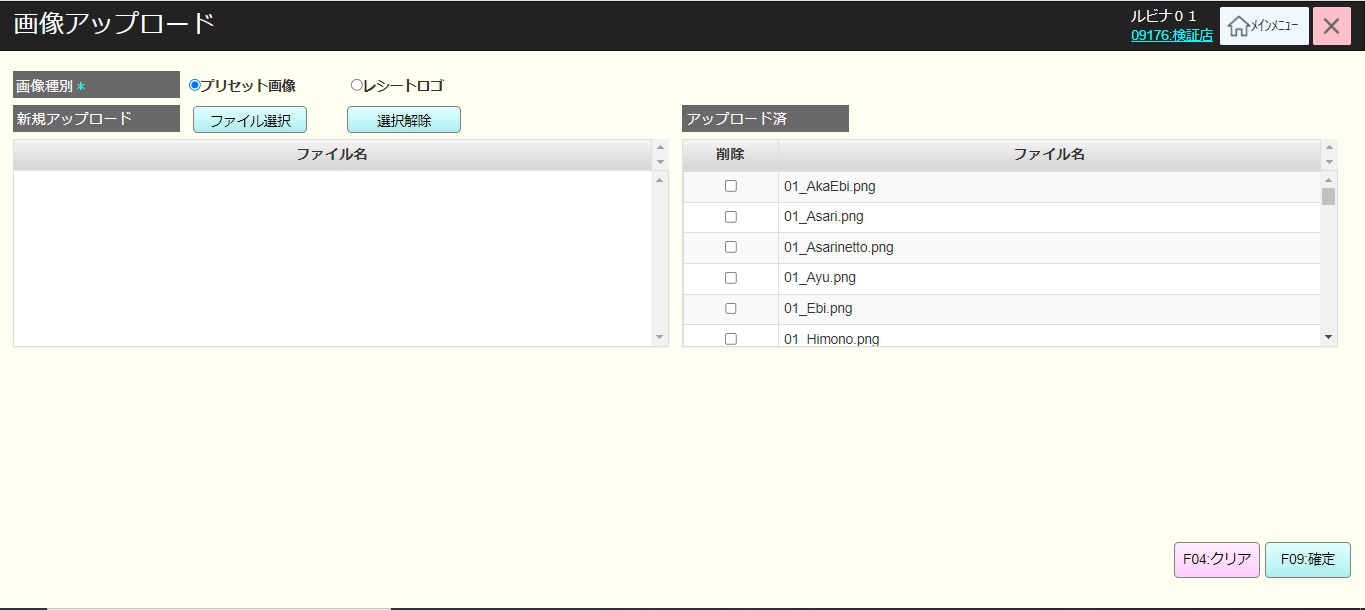 画像アップロード
ルビナ０１
09176:検証店
メインメニュー
画像種別*
プリセット画像
レシートロゴ
新規アップロード
ファイル選択
選択解除
アップロード済
ファイル名
削除
ファイル名
01_AkaEbi.png
01_Asari.png
01_Asarinetto.png
01_Ayu.png
01_Ebi.png
01_Himono.png
F04:クリア
F09:確定